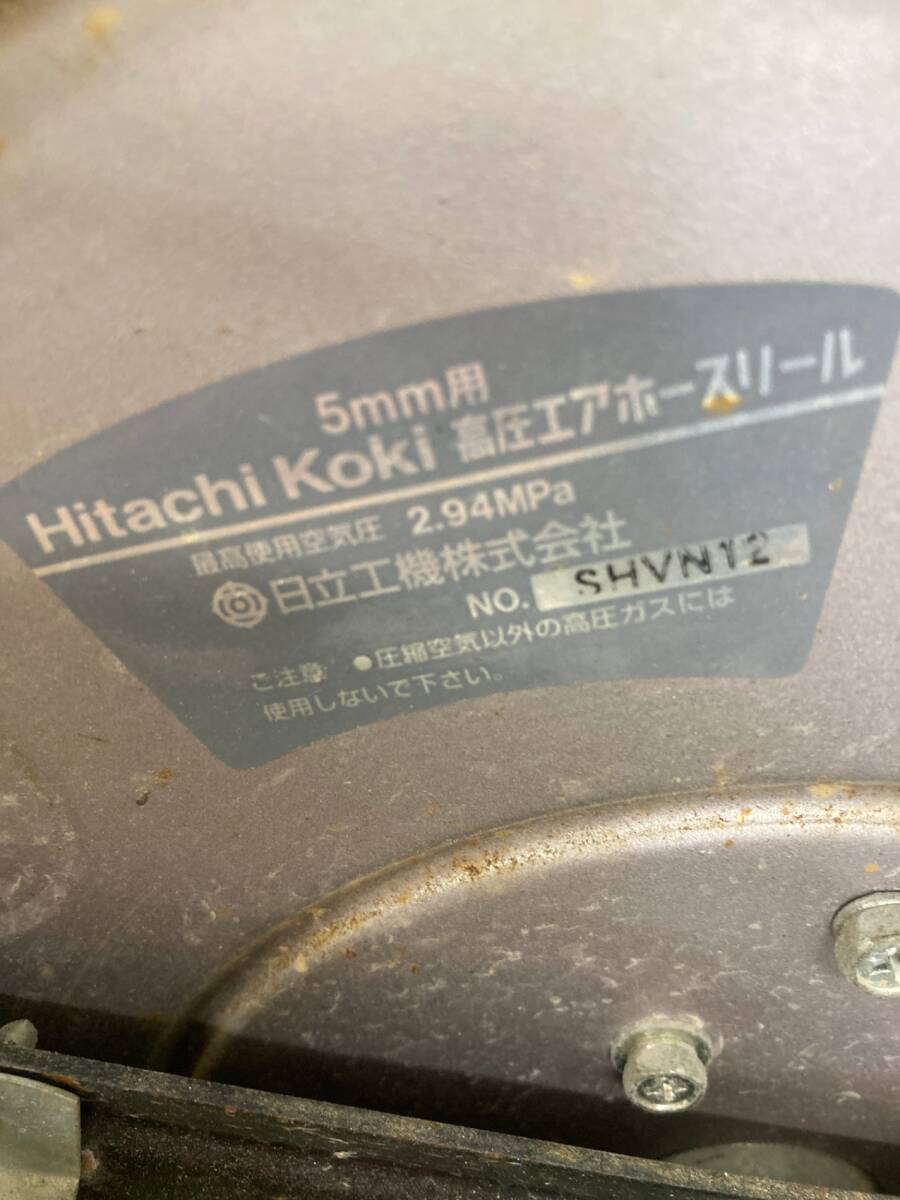 5mm用
Hitachi Koki 高圧エアホースリール
最高使用空気圧 2.94MPa
日立工機株式会社
NO. SHVN12
ご注意 ●圧縮空気以外の高圧ガスには
使用しないで下さい。